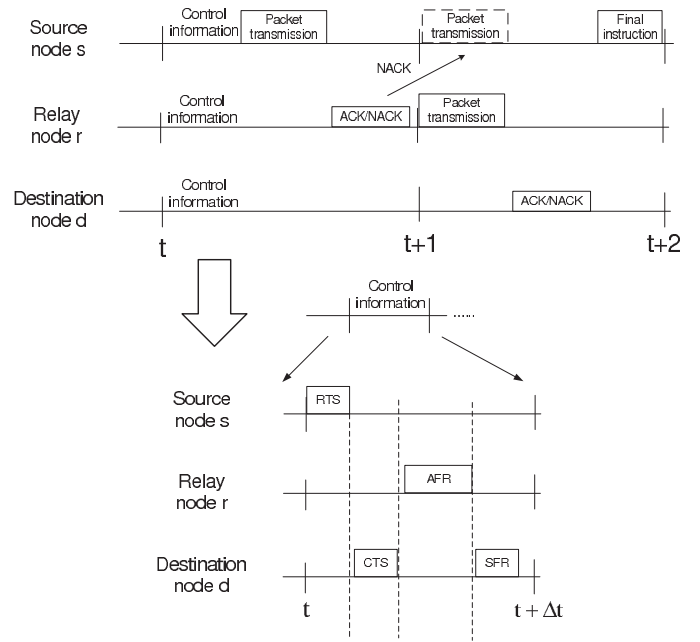 Source
node s
Control
information
Packet
transmission
Packet
transmission
Final
instruction
NACK
Relay
node r
Control
information
ACK/NACK
Packet
transmission
Destination
node d
Control
information
ACK/NACK
t
t+1
t+2
Control
information
......
Source
node s
RTS
Relay
node r
AFR
Destination
node d
CTS
SFR
t
t + Δt